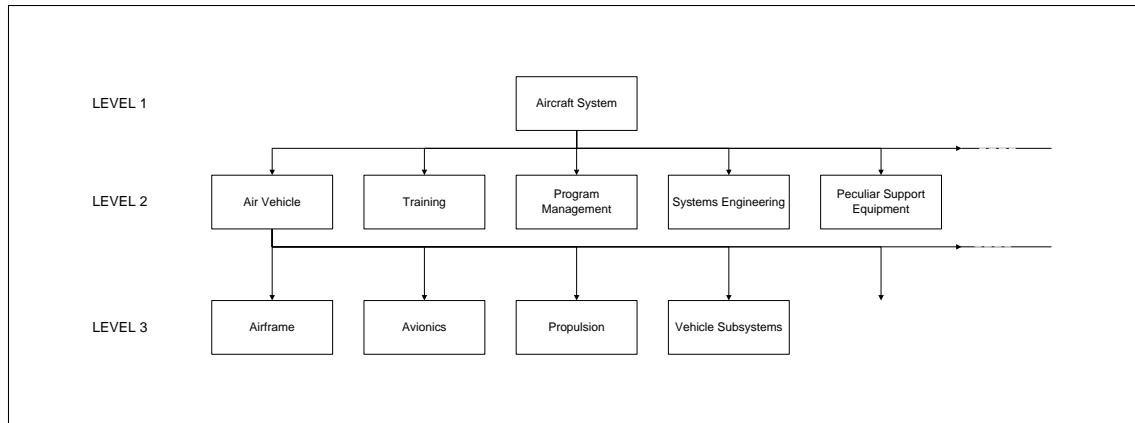 LEVEL 1
Aircraft System
LEVEL 2
Air Vehicle
Training
Program
Management
Systems Engineering
Peculiar Support
Equipment
LEVEL 3
Airframe
Avionics
Propulsion
Vehicle Subsystems